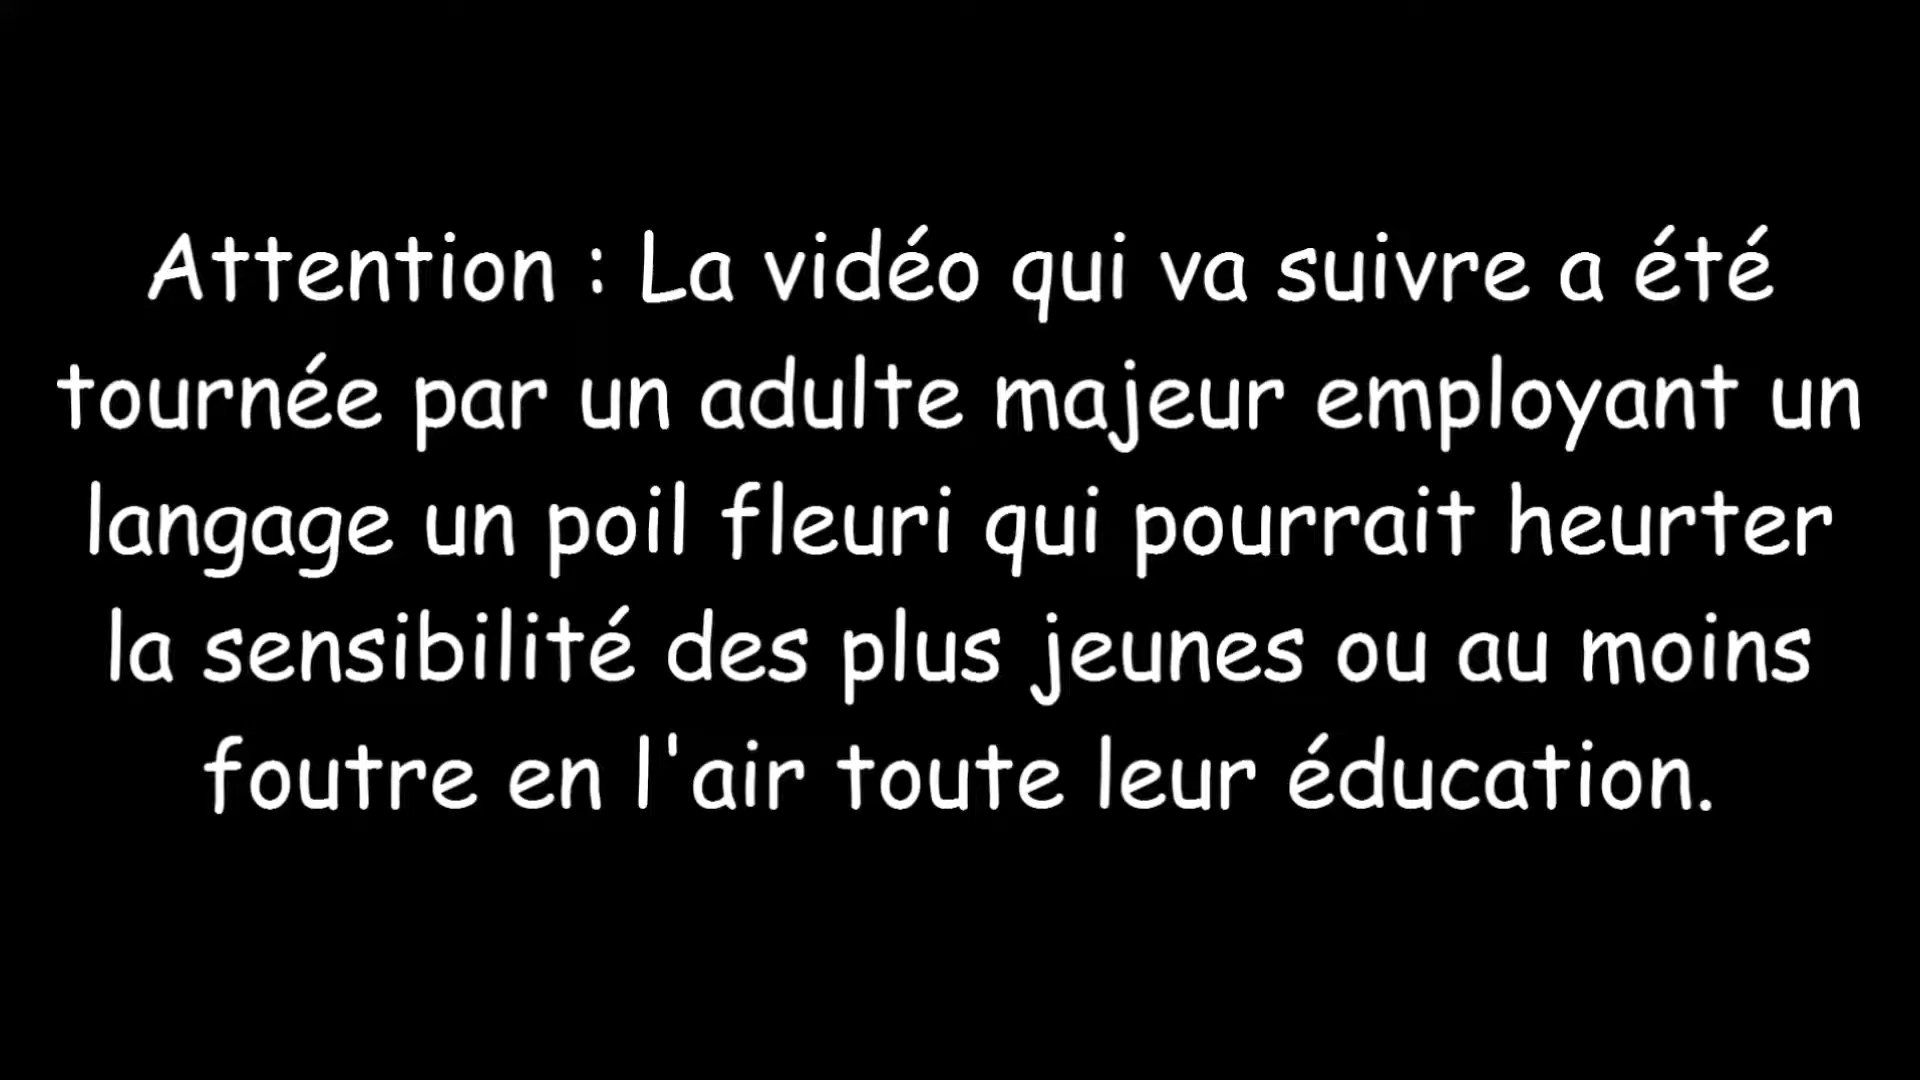 Attention : La vidéo qui va suivre a été
tournée par un adulte majeur employant un
langage un poil fleuri qui pourrait heurter
la sensibilité des plus jeunes ou au moins
foutre en l'air toute leur éducation.